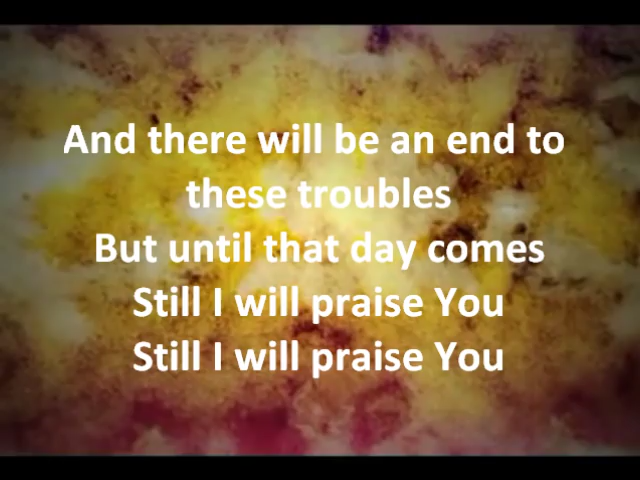 And there will be an end to
these troubles
But until that day comes
Still I will praise You
Still I will praise You